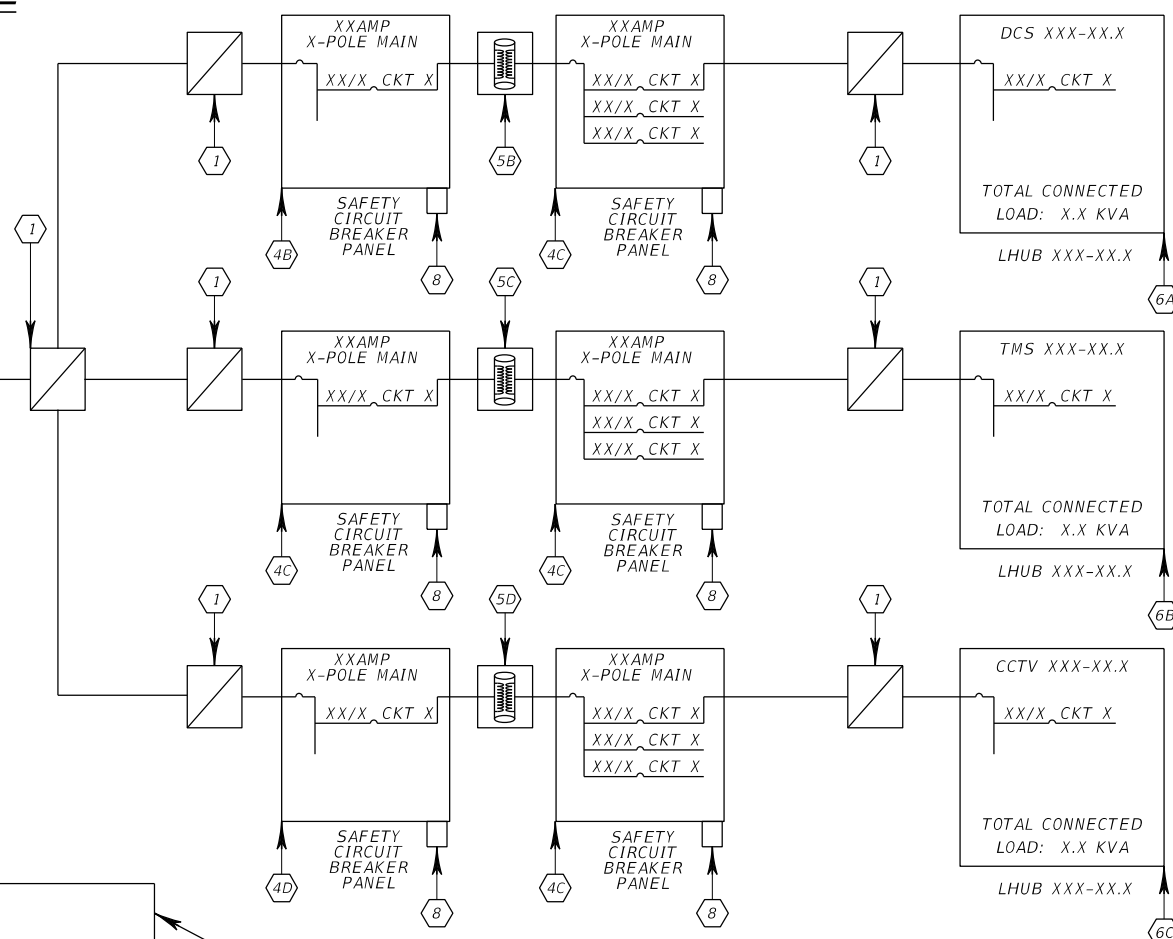 XXAMP
X-POLE MAIN
XX/X CKT X
XXAMP
X-POLE MAIN
XX/X CKT X
XX/X CKT X
XX/X CKT X
DCS XXX-XX.X
XX/X CKT X
1
5B
1
TOTAL CONNECTED
LOAD: X.X KVA
SAFETY
CIRCUIT
BREAKER
PANEL
SAFETY
CIRCUIT
BREAKER
PANEL
1
4B
8
4C
8
LHUB XXX-XX.X
6A
1
5C
1
XXAMP
X-POLE MAIN
XX/X CKT X
XXAMP
X-POLE MAIN
XX/X CKT X
XX/X CKT X
XX/X CKT X
TMS XXX-XX.X
XX/X CKT X
TOTAL CONNECTED
LOAD: X.X KVA
SAFETY
CIRCUIT
BREAKER
PANEL
SAFETY
CIRCUIT
BREAKER
PANEL
4C
8
4C
8
LHUB XXX-XX.X
6B
1
5D
1
XXAMP
X-POLE MAIN
XX/X CKT X
XXAMP
X-POLE MAIN
XX/X CKT X
XX/X CKT X
XX/X CKT X
CCTV XXX-XX.X
XX/X CKT X
TOTAL CONNECTED
LOAD: X.X KVA
SAFETY
CIRCUIT
BREAKER
PANEL
SAFETY
CIRCUIT
BREAKER
PANEL
4D
8
4C
8
LHUB XXX-XX.X
6C